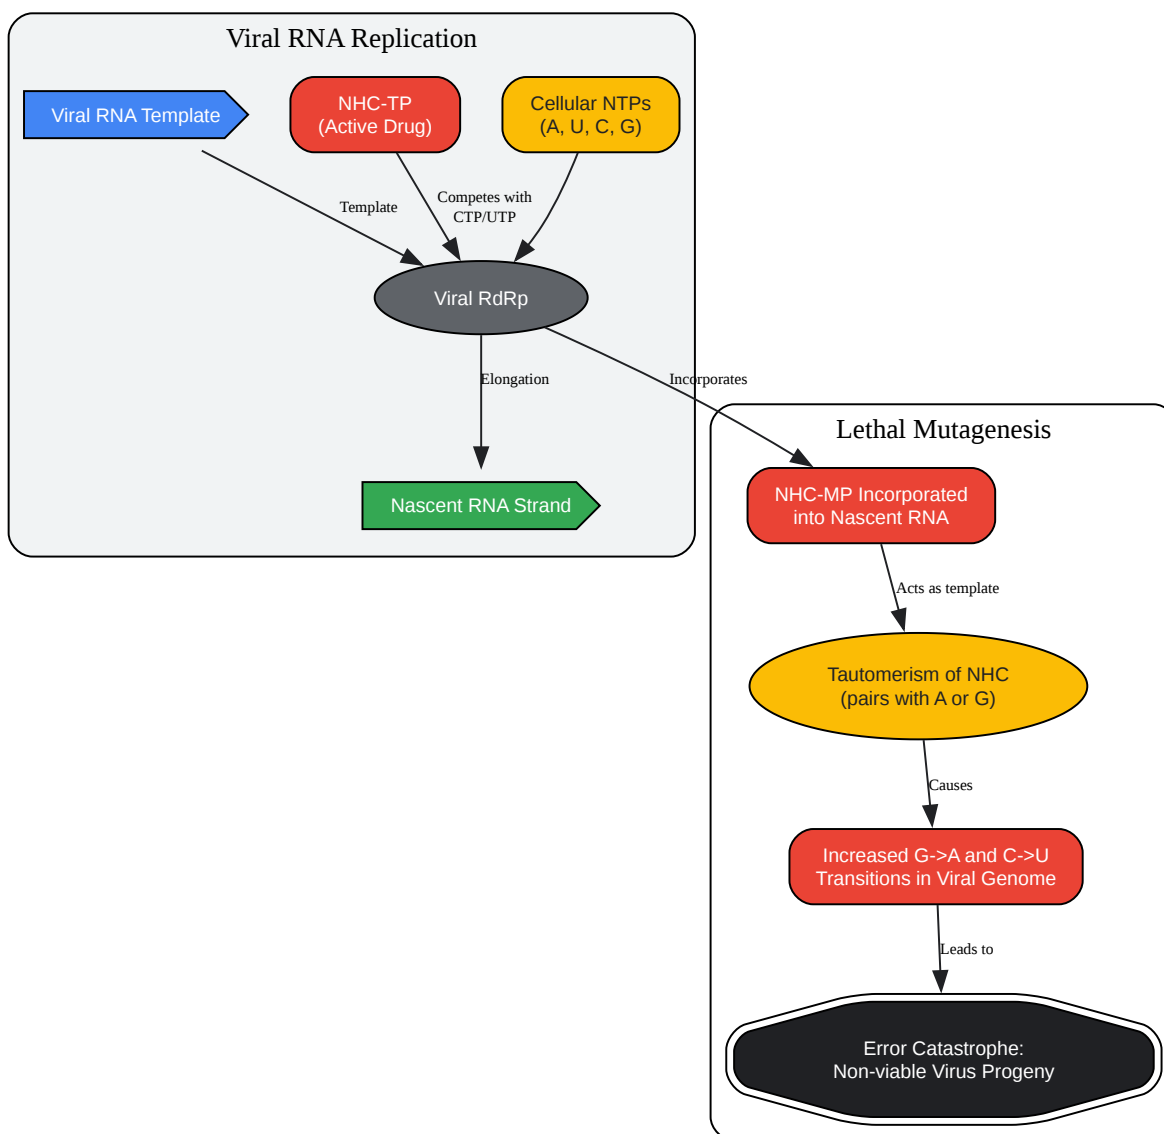 Viral RNA Replication
Viral RNA Template
NHC-TP
(Active Drug)
Cellular NTPs
(A, U, C, G)
Template
Competes with
CTP/UTP
Viral RdRp
Elongation
Incorporates
Nascent RNA Strand
Lethal Mutagenesis
NHC-MP Incorporated
into Nascent RNA
Acts as template
Tautomerism of NHC
(pairs with A or G)
Causes
Increased G->A and C->U
Transitions in Viral Genome
Leads to
Error Catastrophe:
Non-viable Virus Progeny